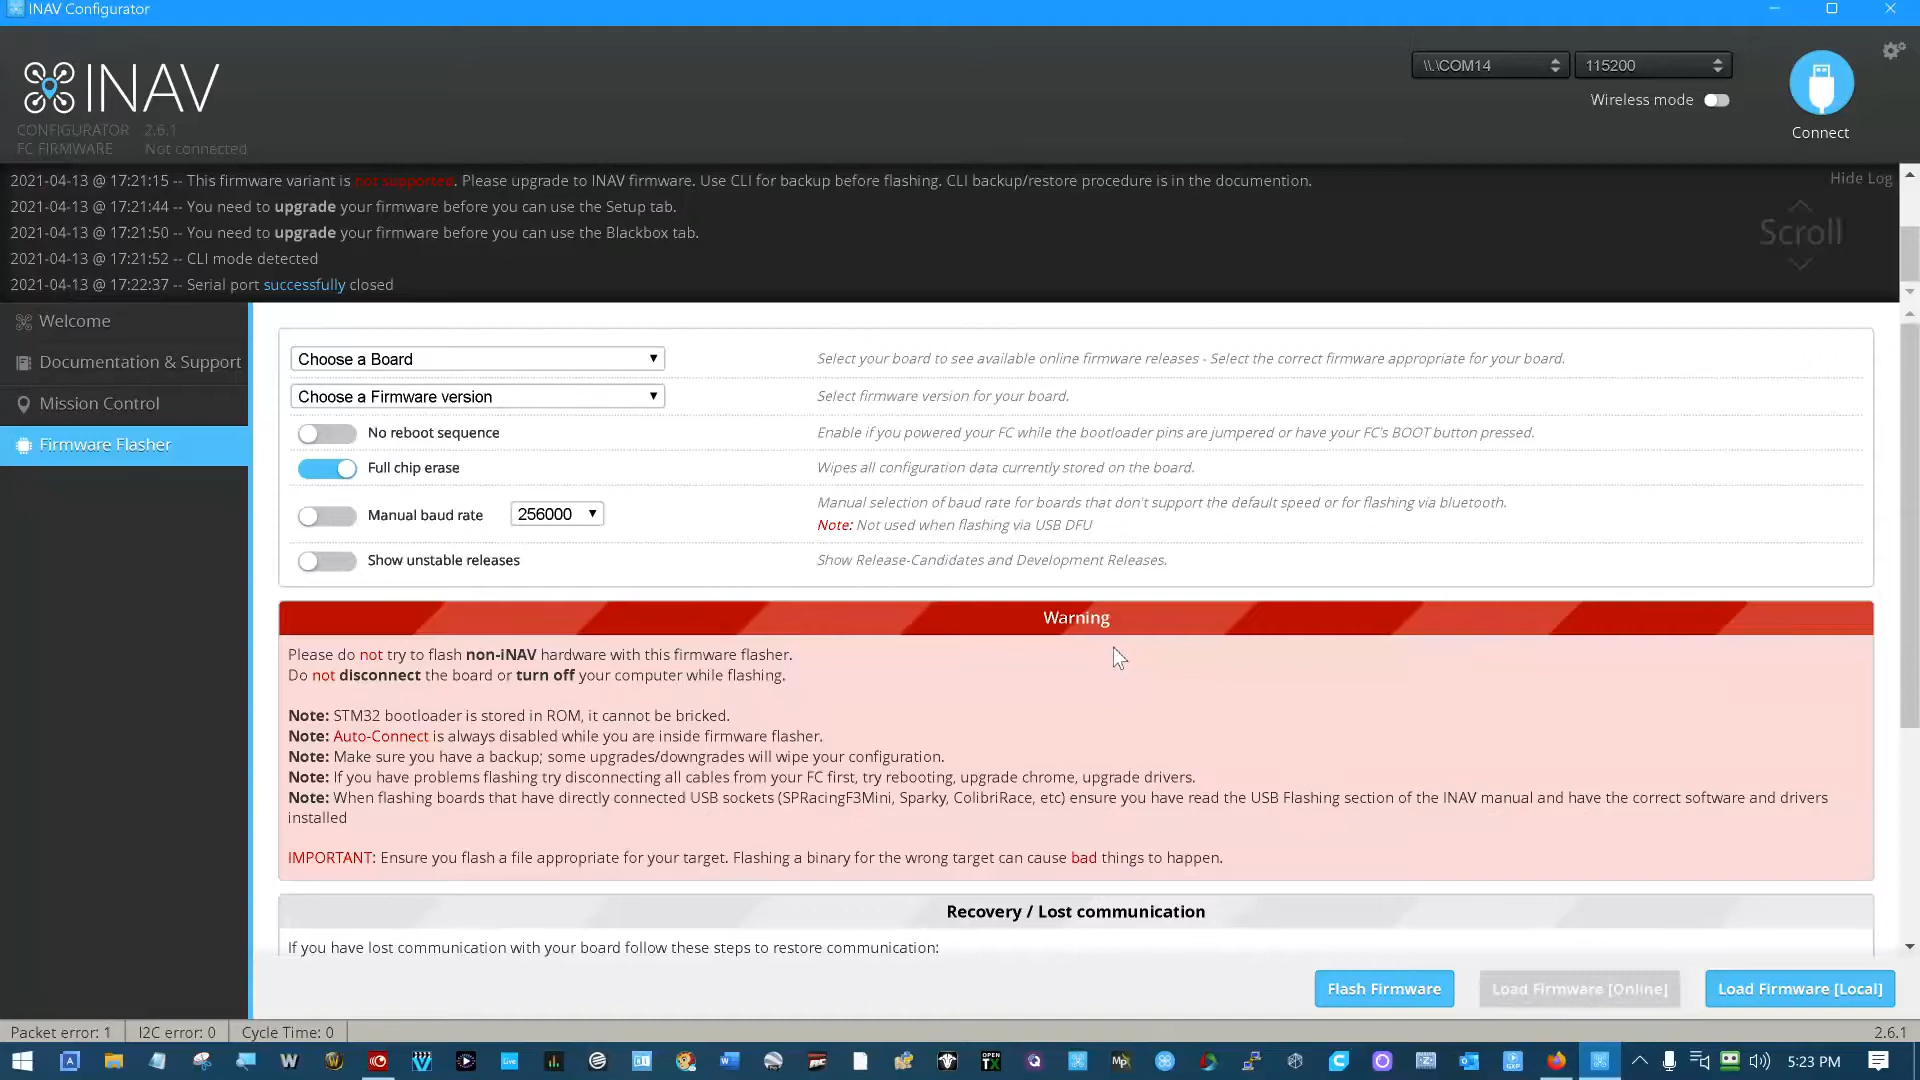 INAV Configurator
INAV
CONFIGURATOR 2.6.1
FC FIRMWARE Not connected
\\.\COM14
115200
Wireless mode
Connect
2021-04-13 @ 17:21:15 -- This firmware variant is not supported. Please upgrade to INAV firmware. Use CLI for backup before flashing. CLI backup/restore procedure is in the documention.
2021-04-13 @ 17:21:44 -- You need to upgrade your firmware before you can use the Setup tab.
2021-04-13 @ 17:21:50 -- You need to upgrade your firmware before you can use the Blackbox tab.
2021-04-13 @ 17:21:52 -- CLI mode detected
2021-04-13 @ 17:22:37 -- Serial port successfully closed
Hide Log
Scroll
Welcome
Documentation & Support
Mission Control
Firmware Flasher
Choose a Board
Select your board to see available online firmware releases - Select the correct firmware appropriate for your board.
Choose a Firmware version
Select firmware version for your board.
No reboot sequence
Enable if you powered your FC while the bootloader pins are jumpered or have your FC's BOOT button pressed.
Full chip erase
Wipes all configuration data currently stored on the board.
Manual baud rate
256000
Manual selection of baud rate for boards that don't support the default speed or for flashing via bluetooth.
Note: Not used when flashing via USB DFU
Show unstable releases
Show Release-Candidates and Development Releases.
Warning
Please do not try to flash non-iNAV hardware with this firmware flasher.
Do not disconnect the board or turn off your computer while flashing.
Note: STM32 bootloader is stored in ROM, it cannot be bricked.
Note: Auto-Connect is always disabled while you are inside firmware flasher.
Note: Make sure you have a backup; some upgrades/downgrades will wipe your configuration.
Note: If you have problems flashing try disconnecting all cables from your FC first, try rebooting, upgrade chrome, upgrade drivers.
Note: When flashing boards that have directly connected USB sockets (SPRacingF3Mini, Sparky, ColibriRace, etc) ensure you have read the USB Flashing section of the INAV manual and have the correct software and drivers
installed
IMPORTANT: Ensure you flash a file appropriate for your target. Flashing a binary for the wrong target can cause bad things to happen.
Recovery / Lost communication
If you have lost communication with your board follow these steps to restore communication:
Flash Firmware
Load Firmware [Online]
Load Firmware [Local]
Packet error: 1
I2C error: 0
Cycle Time: 0
2.6.1
5:23 PM